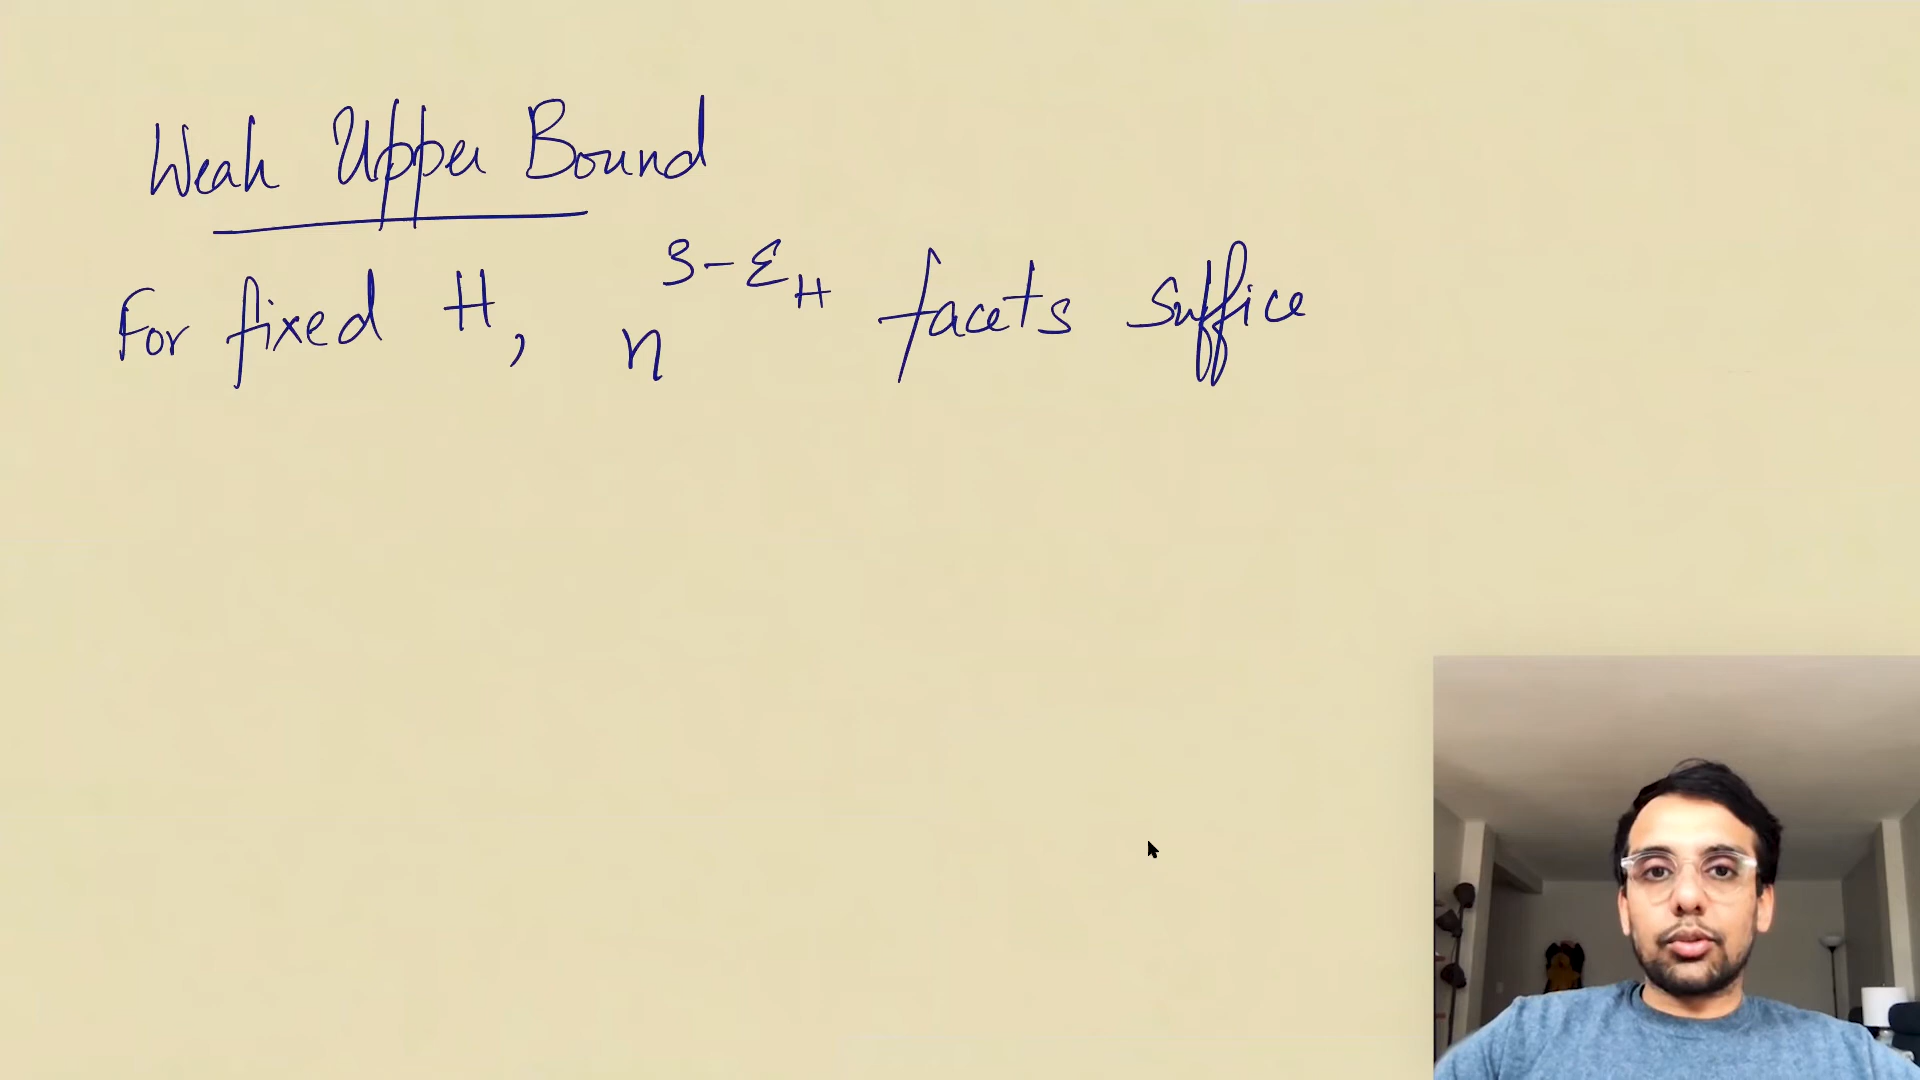 Weak Upper Bound
For fixed H, n^{3-ε_H} facets suffice